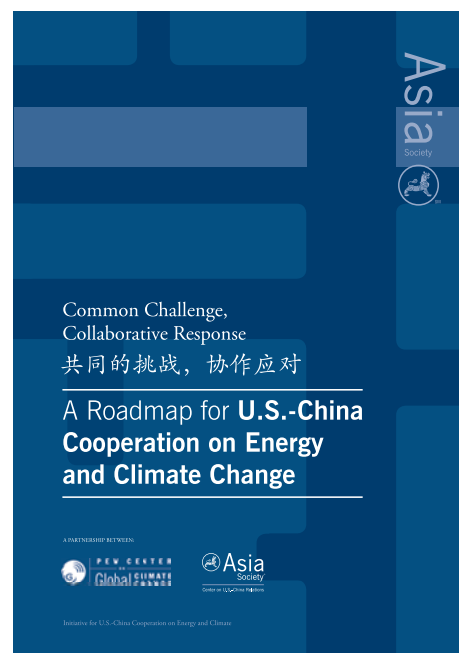 Asia
Society
SM
Common Challenge,
Collaborative Response
共同的挑战，协作应对
A Roadmap for U.S.-China
Cooperation on Energy
and Climate Change
A PARTNERSHIP BETWEEN:
PEW CENTER
ON
Global CLIMATE
CHANGE
Asia
Society
Center on U.S.-China Relations
Initiative for U.S.-China Cooperation on Energy and Climate